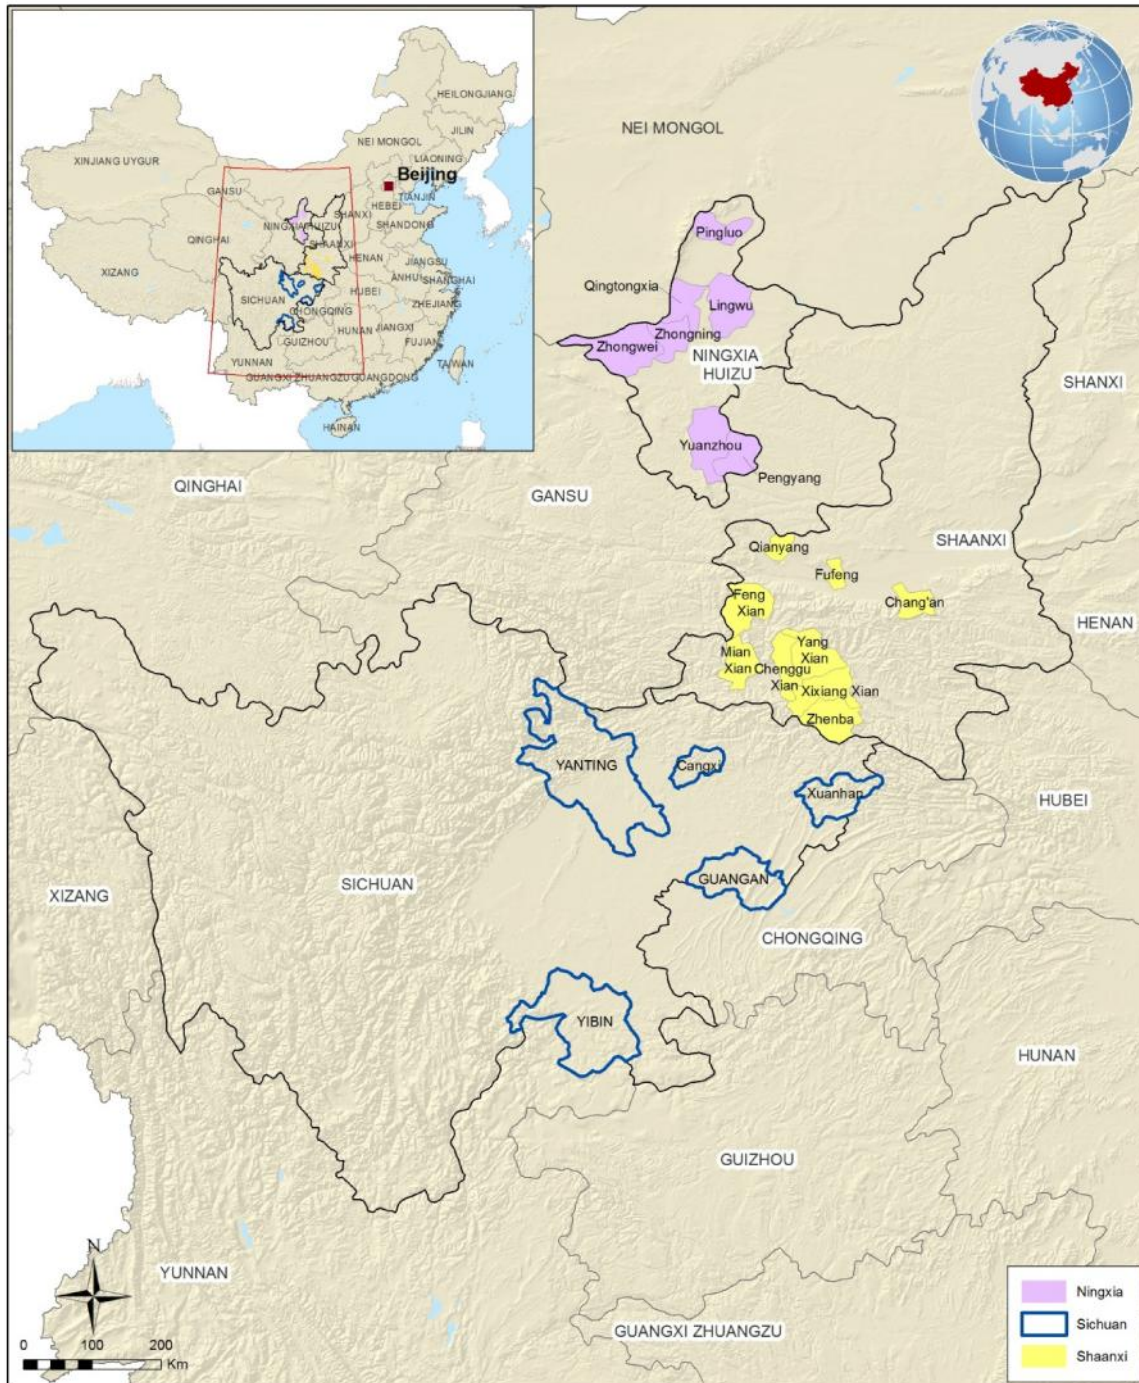 HEILONGJIANG
JILIN
NEI MONGOL
LIAONING
XINJIANG UYGUR
Beijing
GANSU
TIANJIN
HEBEI
SHANXI
NINGXIA HUIZU
SHANDONG
QINGHAI
SHAANXI
HENAN
JIANGSU
XIZANG
ANHUI
SHANGHAI
HUBEI
SICHUAN
ZHEJIANG
CHONGQING
HUNAN
JIANGXI
GUIZHOU
FUJIAN
YUNNAN
TAIWAN
GUANGXI ZHUANGZU
GUANGDONG
HAINAN
NEI MONGOL
Pingluo
Qingtongxia
Lingwu
Zhongning
Zhongwei
NINGXIA
HUIZU
SHANXI
Yuanzhou
Pengyang
QINGHAI
GANSU
Qianyang
SHAANXI
Fufeng
Feng
Xian
Chang'an
HENAN
Mian
Xian
Yang
Xian
Chenggu
Xian
Xixiang Xian
Zhenba
YANTING
Cangxi
Xuanhan
HUBEI
GUANGAN
SICHUAN
XIZANG
CHONGQING
YIBIN
HUNAN
GUIZHOU
N
YUNNAN
GUANGXI ZHUANGZU
0 100 200
Km
Ningxia
Sichuan
Shaanxi